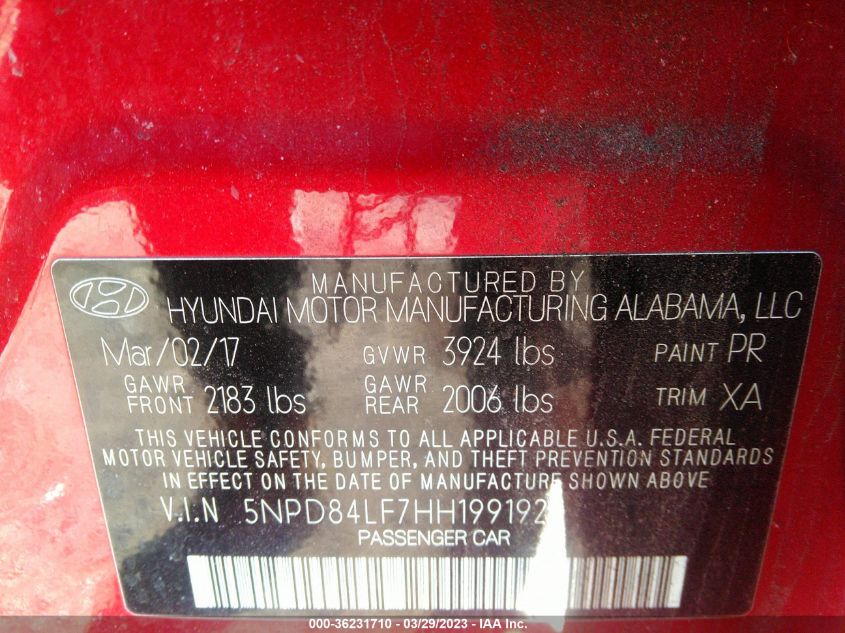 MANUFACTURED BY
HYUNDAI MOTOR MANUFACTURING ALABAMA, LLC
Mar/02/17 GVWR 3924 lbs PAINT PR
GAWR FRONT 2183 lbs GAWR REAR 2006 lbs TRIM XA
THIS VEHICLE CONFORMS TO ALL APPLICABLE U.S.A. FEDERAL
MOTOR VEHICLE SAFETY, BUMPER, AND THEFT PREVENTION STANDARDS
IN EFFECT ON THE DATE OF MANUFACTURE SHOWN ABOVE
V.I.N 5NPD84LF7HH199192
PASSENGER CAR
000-36231710 - 03/29/2023 - IAA Inc.